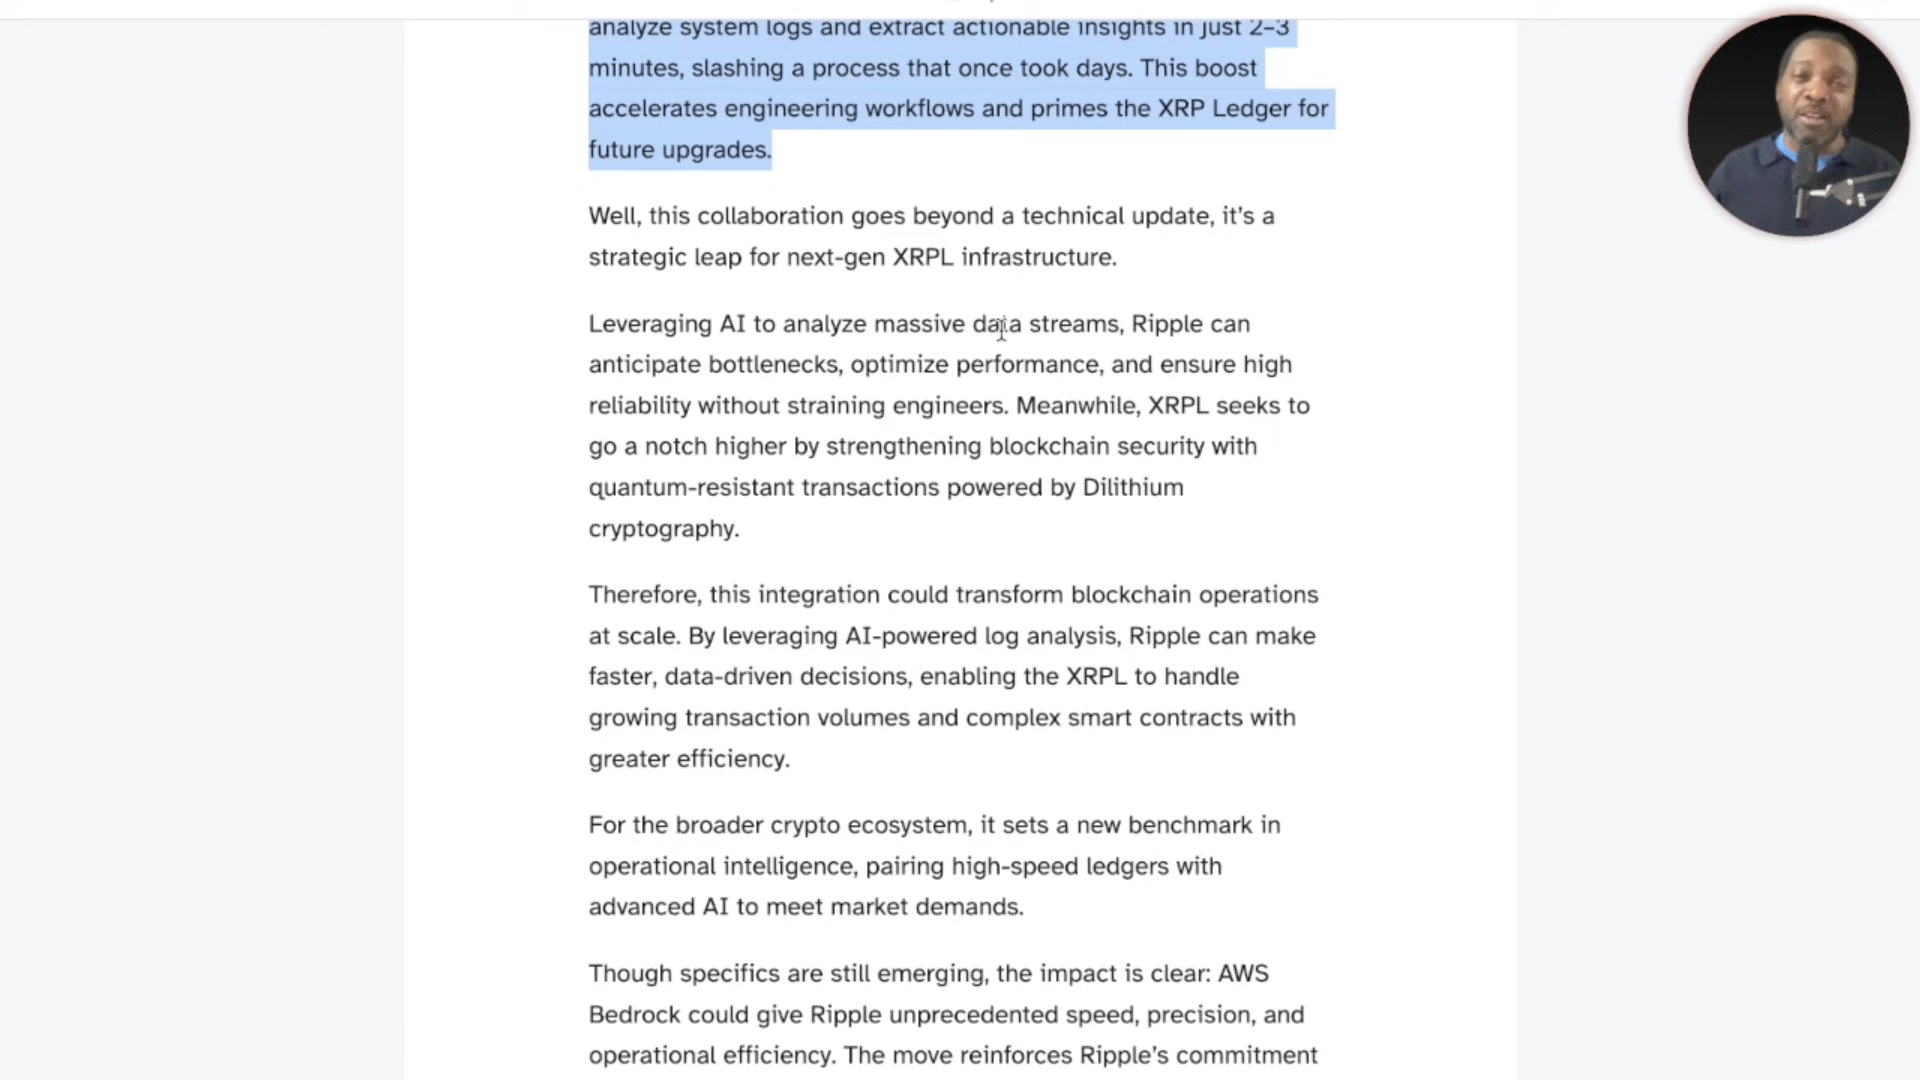 analyze system logs and extract actionable insights in just 2–3
minutes, slashing a process that once took days. This boost
accelerates engineering workflows and primes the XRP Ledger for
future upgrades.
Well, this collaboration goes beyond a technical update, it’s a
strategic leap for next-gen XRPL infrastructure.
Leveraging AI to analyze massive data streams, Ripple can
anticipate bottlenecks, optimize performance, and ensure high
reliability without straining engineers. Meanwhile, XRPL seeks to
go a notch higher by strengthening blockchain security with
quantum-resistant transactions powered by Dilithium
cryptography.
Therefore, this integration could transform blockchain operations
at scale. By leveraging AI-powered log analysis, Ripple can make
faster, data-driven decisions, enabling the XRPL to handle
growing transaction volumes and complex smart contracts with
greater efficiency.
For the broader crypto ecosystem, it sets a new benchmark in
operational intelligence, pairing high-speed ledgers with
advanced AI to meet market demands.
Though specifics are still emerging, the impact is clear: AWS
Bedrock could give Ripple unprecedented speed, precision, and
operational efficiency. The move reinforces Ripple’s commitment